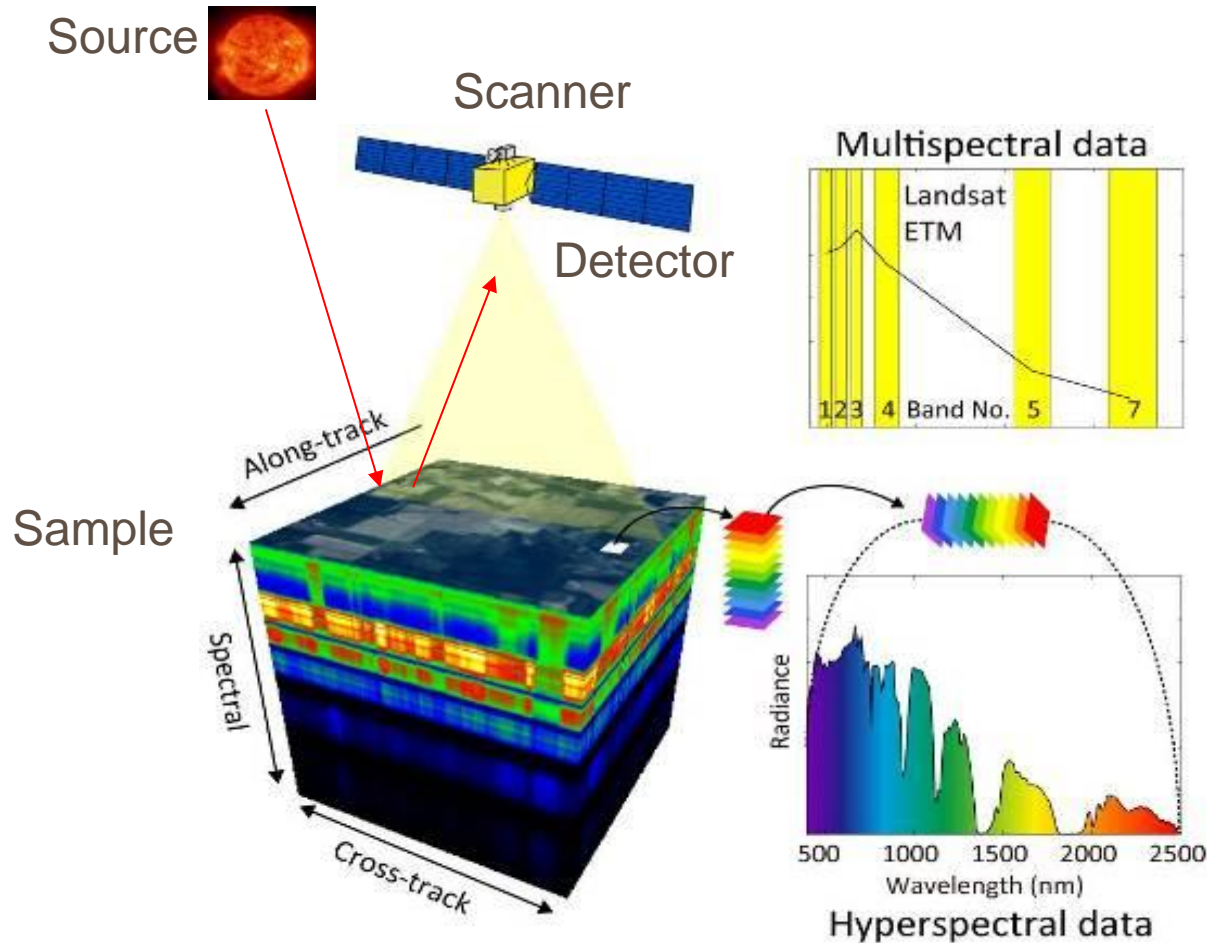 Source
Scanner
Detector
Multispectral data
Landsat
ETM
1 2 3 4 Band No. 5 7
Along-track
Sample
Spectral
Cross-track
Radiance
500 1000 1500 2000 2500
Wavelength (nm)
Hyperspectral data